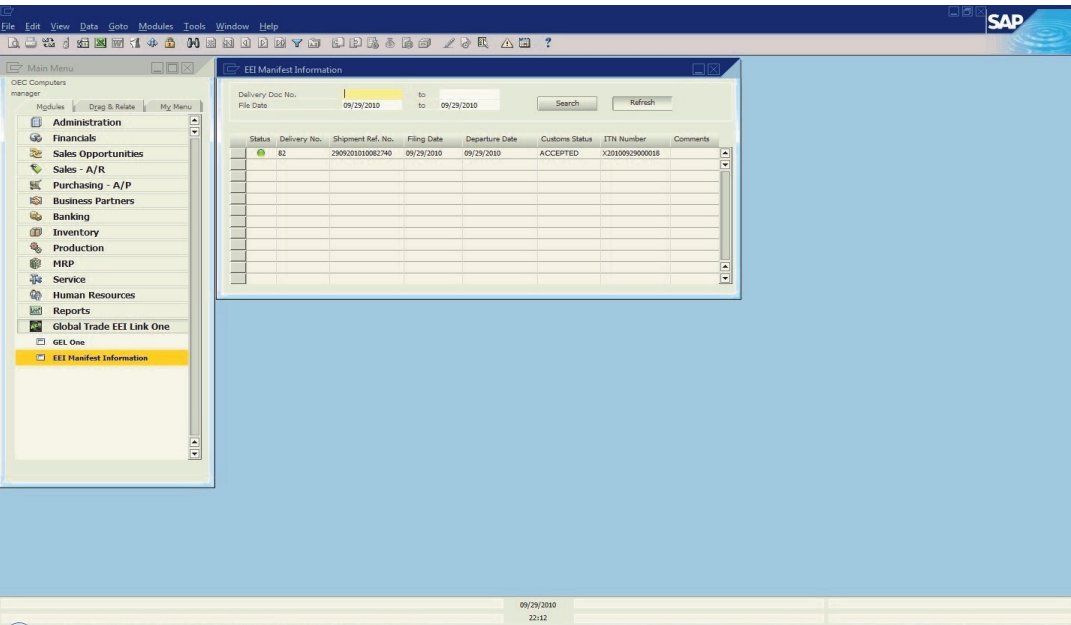 File Edit View Data Goto Modules Tools Window Help
SAP
Main Menu
OEC Computers
manager
Modules Drag & Relate My Menu
Administration
Financials
Sales Opportunities
Sales - A/R
Purchasing - A/P
Business Partners
Banking
Inventory
Production
MRP
Service
Human Resources
Reports
Global Trade EEI Link One
GEL One
EEI Manifest Information
EEI Manifest Information
Delivery Doc No. to
File Date 09/29/2010 to 09/29/2010
Search Refresh
Status Delivery No. Shipment Ref. No. Filing Date Departure Date Customs Status ITN Number Comments
82 2909201010082740 09/29/2010 09/29/2010 ACCEPTED X20100929000018
09/29/2010
22:12